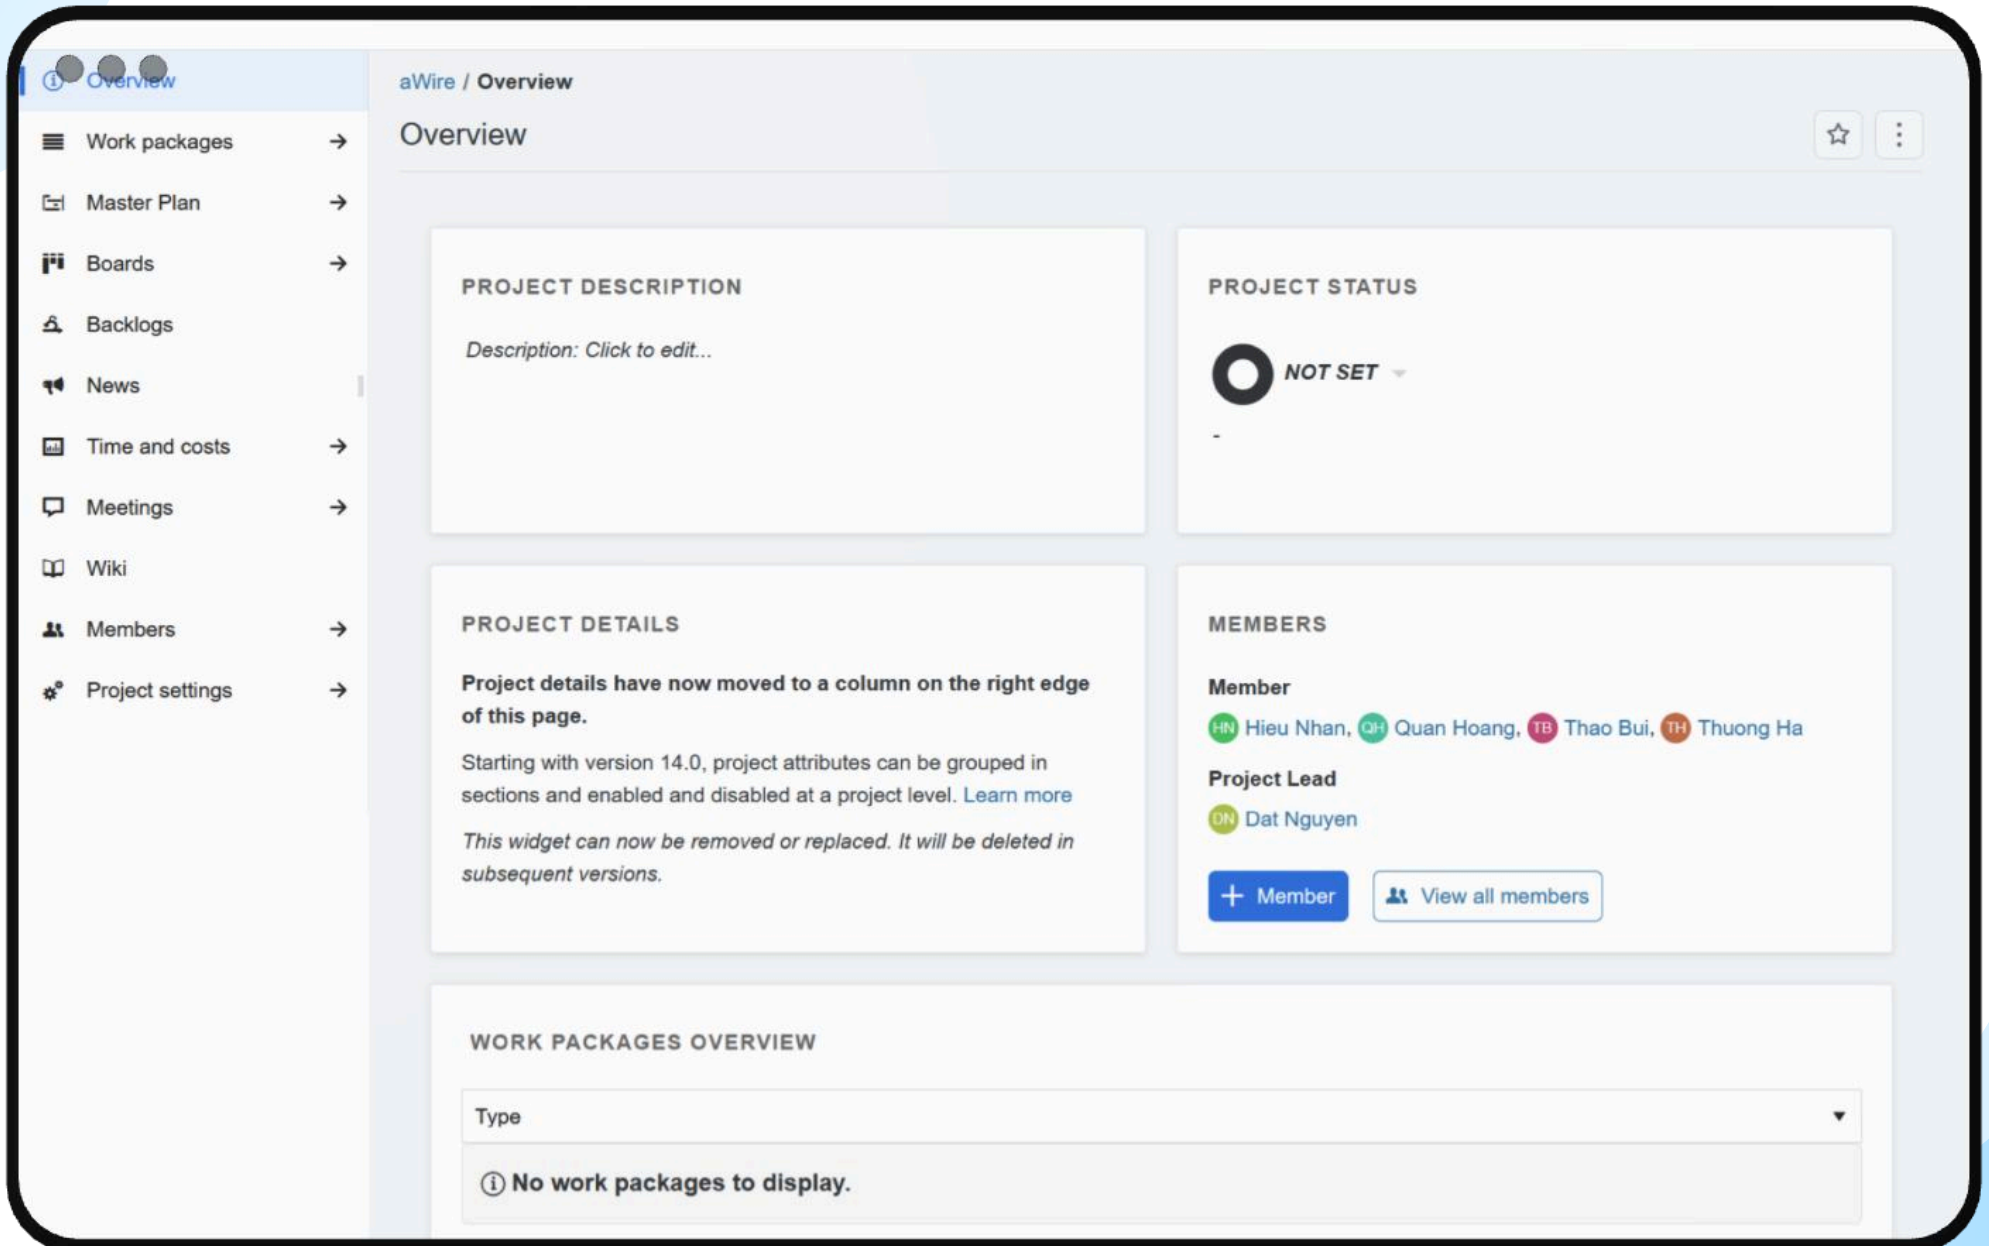 Overview
Work packages
Master Plan
Boards
Backlogs
News
Time and costs
Meetings
Wiki
Members
Project settings
aWire / Overview
Overview
PROJECT DESCRIPTION
Description: Click to edit...
PROJECT STATUS
NOT SET
-
PROJECT DETAILS
Project details have now moved to a column on the right edge
of this page.
Starting with version 14.0, project attributes can be grouped in
sections and enabled and disabled at a project level. Learn more
This widget can now be removed or replaced. It will be deleted in
subsequent versions.
MEMBERS
Member
HN Hieu Nhan, QH Quan Hoang, TB Thao Bui, TH Thuong Ha
Project Lead
DN Dat Nguyen
+ Member
View all members
WORK PACKAGES OVERVIEW
Type
No work packages to display.